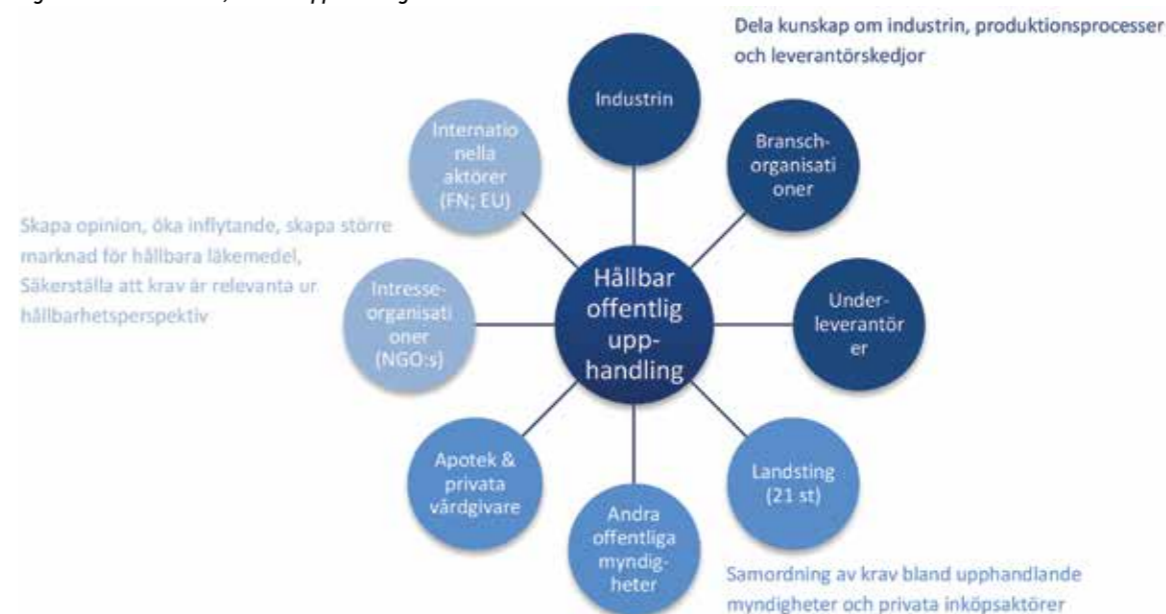 Dela kunskap om industrin, produktionsprocesser
och leverantörskedjor
Industrin
Internatio
nella
aktörer
(FN; EU)
Bransch-
organisati
oner
Skapa opinion, öka inflytande, skapa större
marknad för hållbara läkemedel,
Säkerställa att krav är relevanta ur
hållbarhetsperspektiv
Intresse-
organisati
oner
(NGO:s)
Hållbar
offentlig
upp-
handling
Under-
leverantör
er
Apotek &
privata
vårdgivare
Andra
offentliga
myndig-
heter
Landsting
(21 st)
Samordning av krav bland upphandlande
myndigheter och privata inköpsaktörer